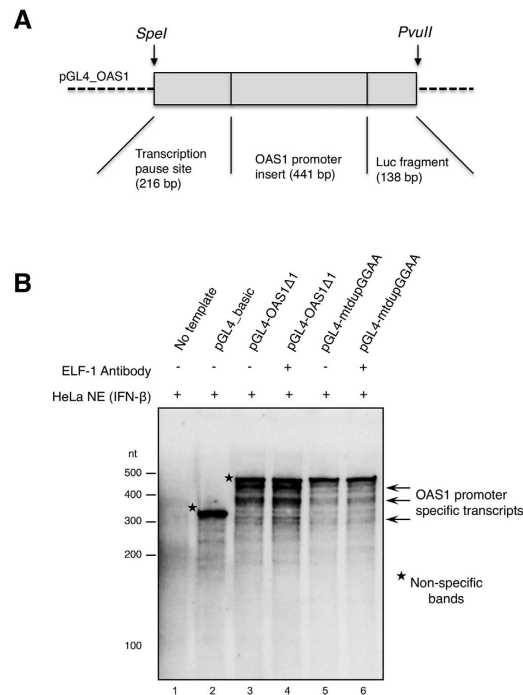 A
SpeI
PvuII
pGL4_OAS1
Transcription
pause site
(216 bp)
OAS1 promoter
insert (441 bp)
Luc fragment
(138 bp)
B
No template
pGL4_basic
pGL4-OAS1Δ1
pGL4-OAS1Δ1
pGL4-mtdupGGAA
pGL4-mtdupGGAA
ELF-1 Antibody - - - + - +
HeLa NE (IFN-β) + + + + + +
nt
500
400
300
200
100
OAS1 promoter
specific transcripts
★ Non-specific
bands
1 2 3 4 5 6